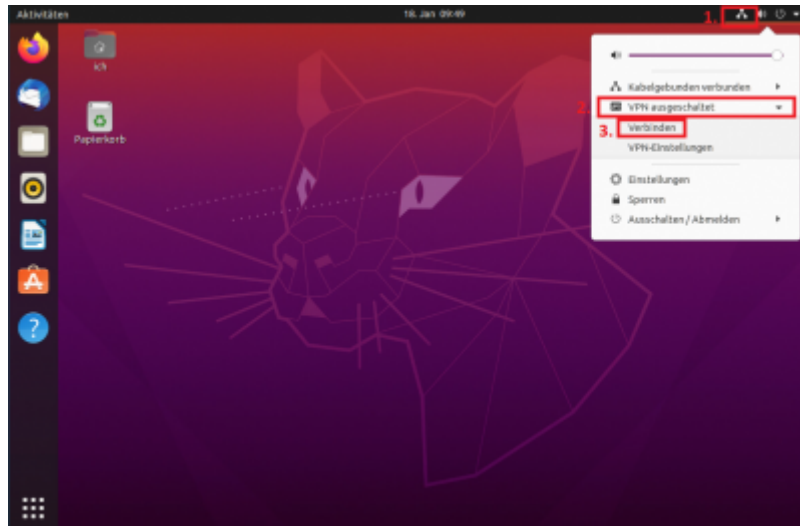 Aktivitäten
18. Jan 09:49
1.
ich
Papierkorb
Kabelgebunden verbunden
2.
VPN ausgeschaltet
3.
Verbinden
VPN-Einstellungen
Einstellungen
Sperren
Ausschalten / Abmelden